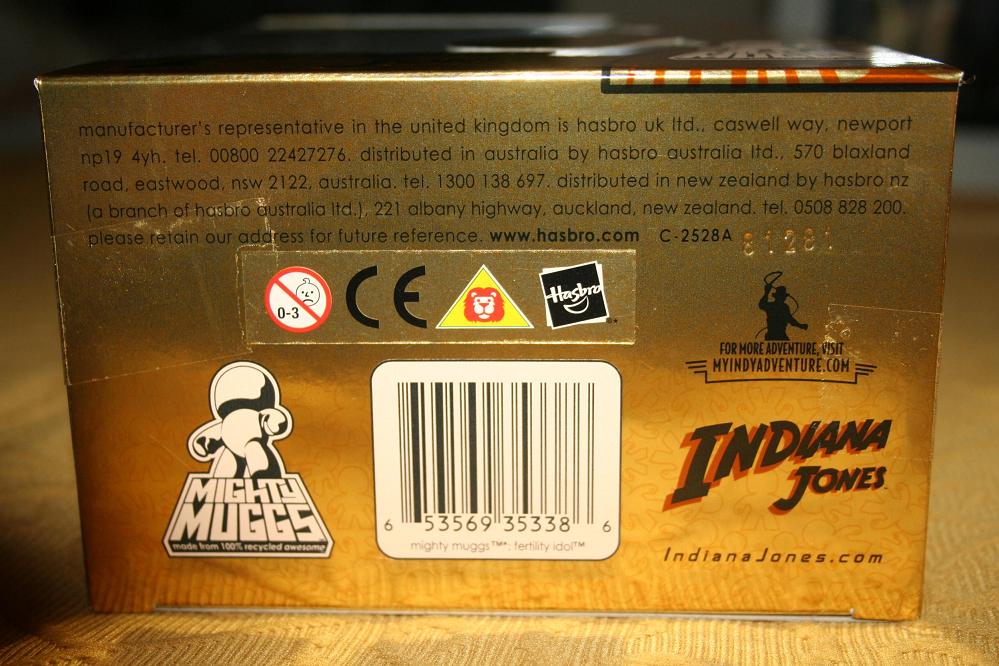 manufacturer's representative in the united kingdom is hasbro uk ltd., caswell way, newport
np19 4yh. tel. 00800 22427276. distributed in australia by hasbro australia ltd., 570 blaxland
road, eastwood, nsw 2122, australia. tel. 1300 138 697. distributed in new zealand by hasbro nz
(a branch of hasbro australia ltd.), 221 albany highway, auckland, new zealand. tel. 0508 828 200.
please retain our address for future reference. www.hasbro.com C-2528A 81281
0-3
CE
Hasbro
FOR MORE ADVENTURE, VISIT
MYINDYADVENTURE.COM
MIGHTY
MUGGS
made from 100% recycled awesome™
6 53569 35338 6
mighty muggs™*: fertility idol™
INDIANA
JONES
IndianaJones.com